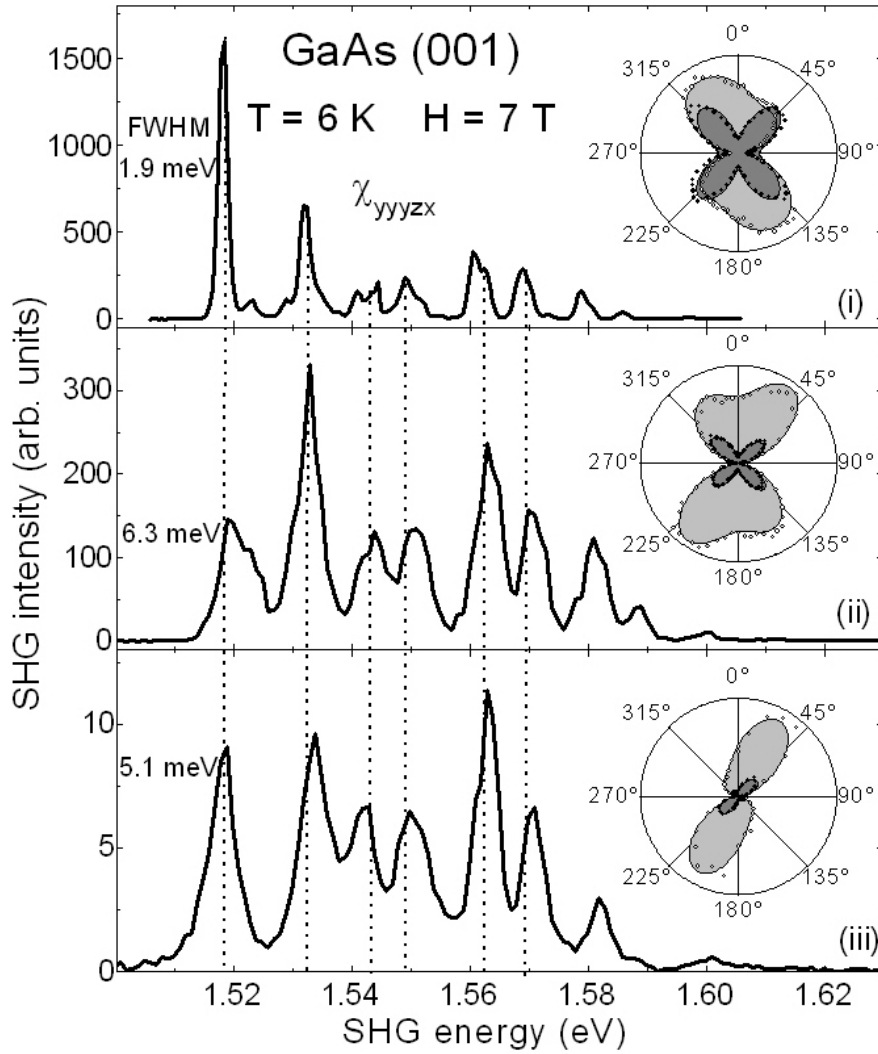 GaAs (001)
T = 6 K H = 7 T
FWHM
1.9 meV
χyyyzx
1500
1000
500
0
0°
45°
90°
135°
180°
225°
270°
315°
(i)
6.3 meV
300
200
100
0
0°
45°
90°
135°
180°
225°
270°
315°
(ii)
5.1 meV
10
5
0
0°
45°
90°
135°
180°
225°
270°
315°
(iii)
SHG intensity (arb. units)
1.52 1.54 1.56 1.58 1.60 1.62
SHG energy (eV)